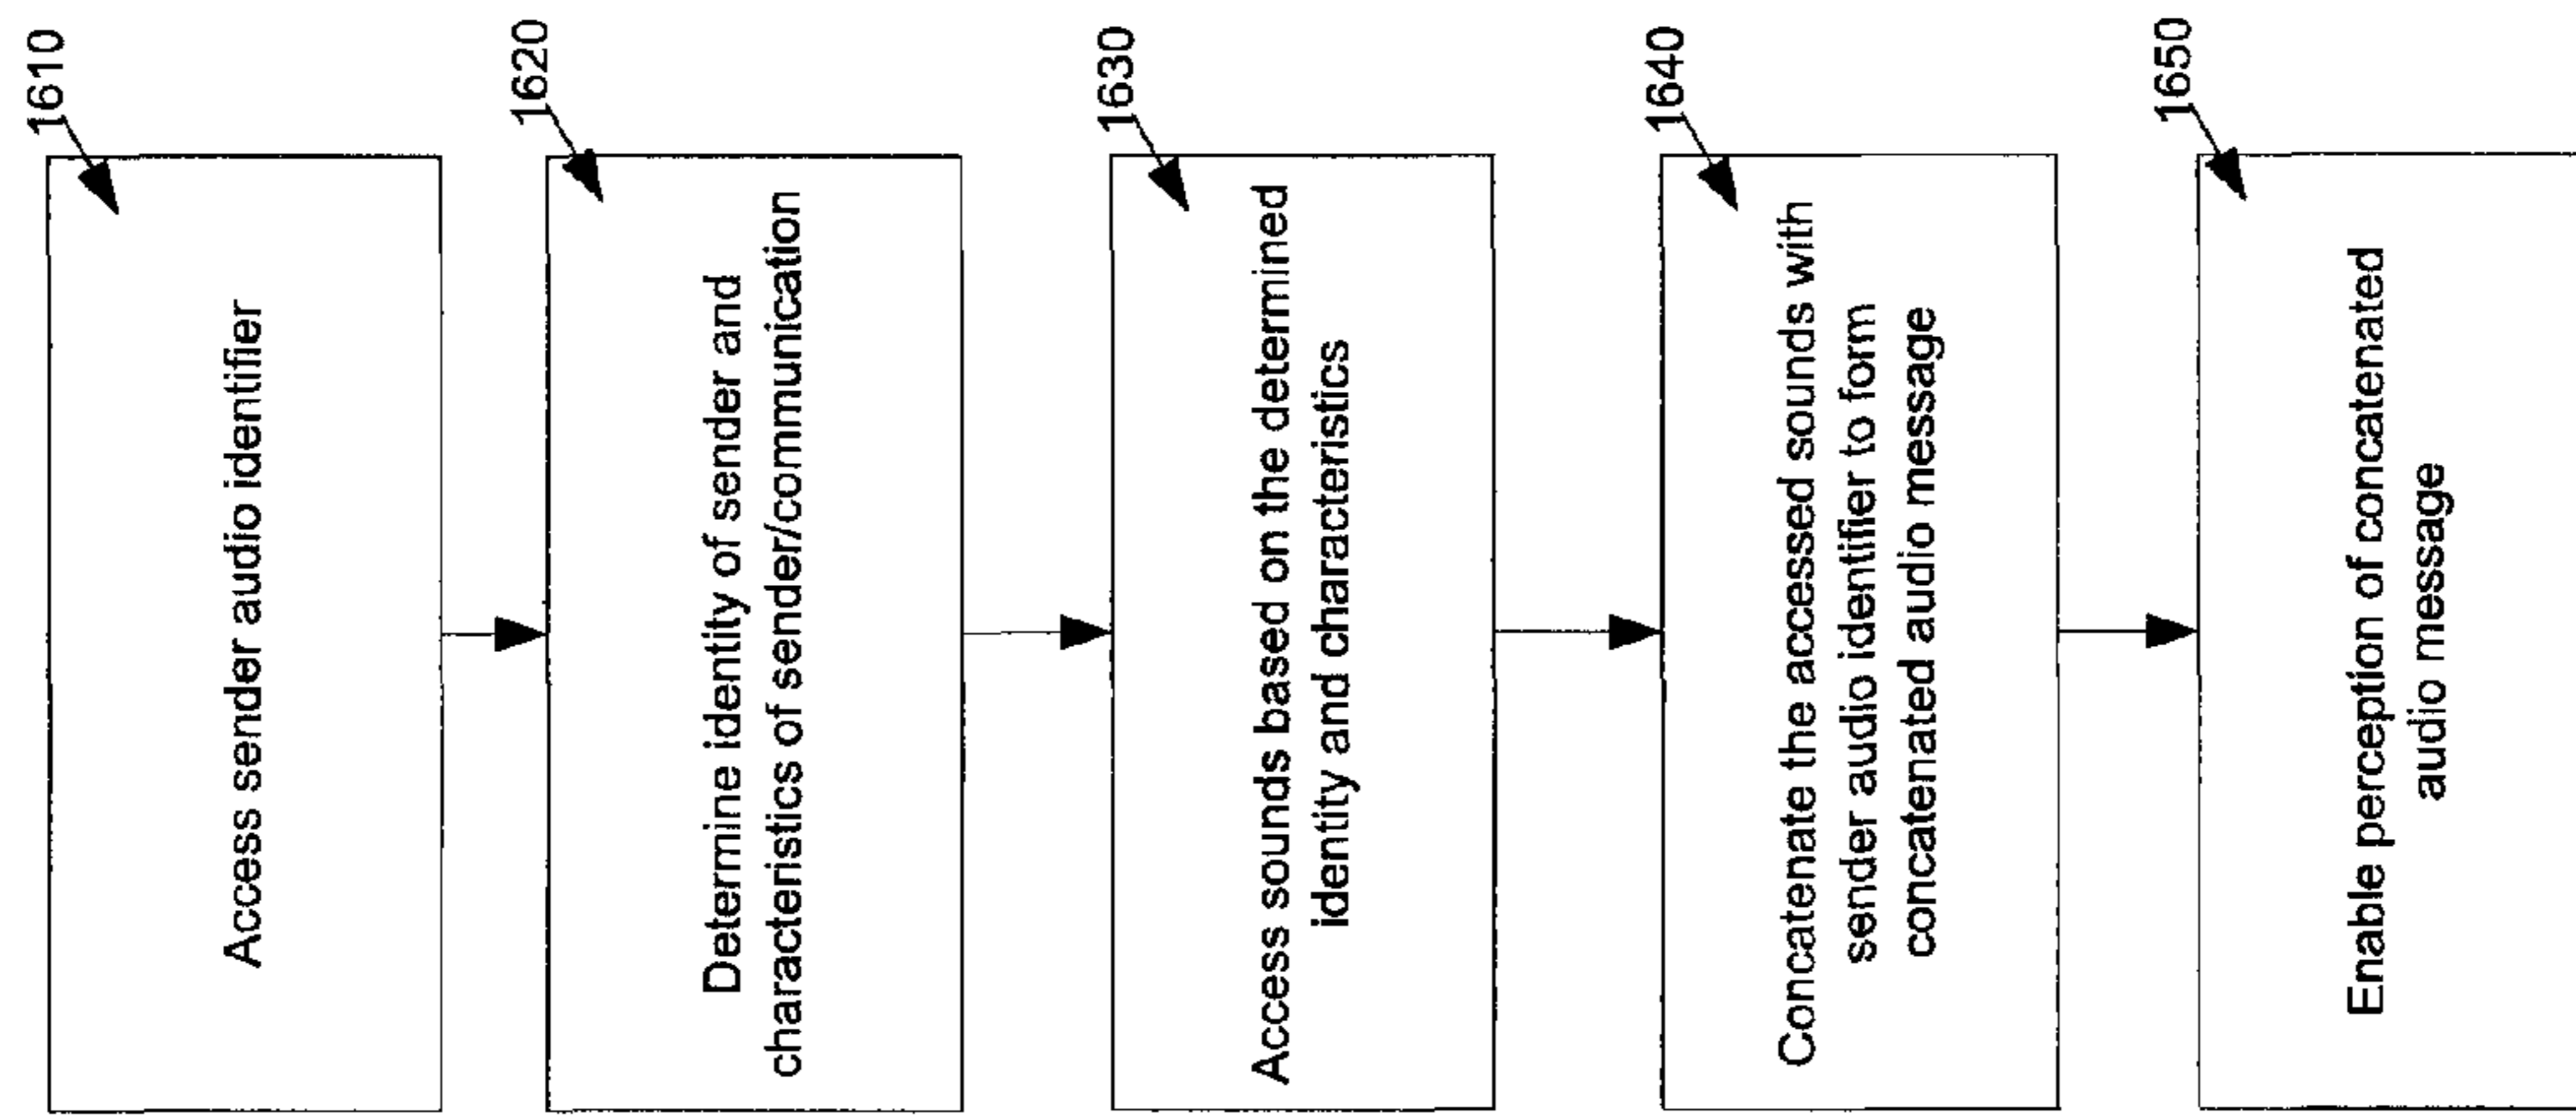 1610
Access sender audio identifier
1620
Determine identity of sender and
characteristics of sender/communication
1630
Access sounds based on the determined
identity and characteristics
1640
Concatenate the accessed sounds with
sender audio identifier to form
concatenated audio message
1650
Enable perception of concatenated
audio message